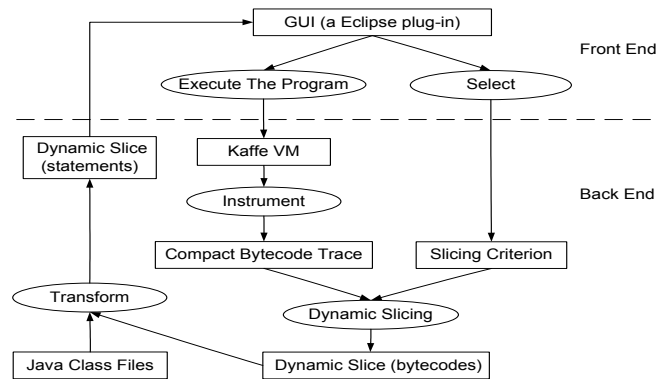 GUI (a Eclipse plug-in)
Front End
Execute The Program
Select
Dynamic Slice
(statements)
Kaffe VM
Back End
Instrument
Compact Bytecode Trace
Slicing Criterion
Transform
Dynamic Slicing
Java Class Files
Dynamic Slice (bytecodes)